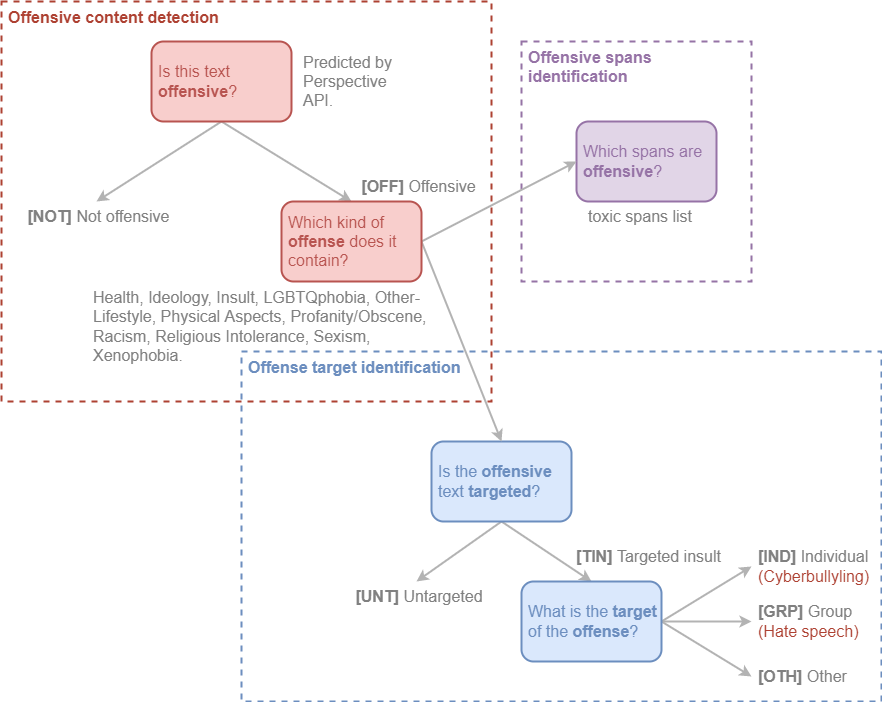 Offensive content detection
Is this text
offensive?
Predicted by
Perspective
API.
[NOT] Not offensive
[OFF] Offensive
Which kind of
offense does it
contain?
Health, Ideology, Insult, LGBTQphobia, Other-
Lifestyle, Physical Aspects, Profanity/Obscene,
Racism, Religious Intolerance, Sexism,
Xenophobia.
Offensive spans
identification
Which spans are
offensive?
toxic spans list
Offense target identification
Is the offensive
text targeted?
[UNT] Untargeted
[TIN] Targeted insult
What is the target
of the offense?
[IND] Individual
(Cyberbullyling)
[GRP] Group
(Hate speech)
[OTH] Other